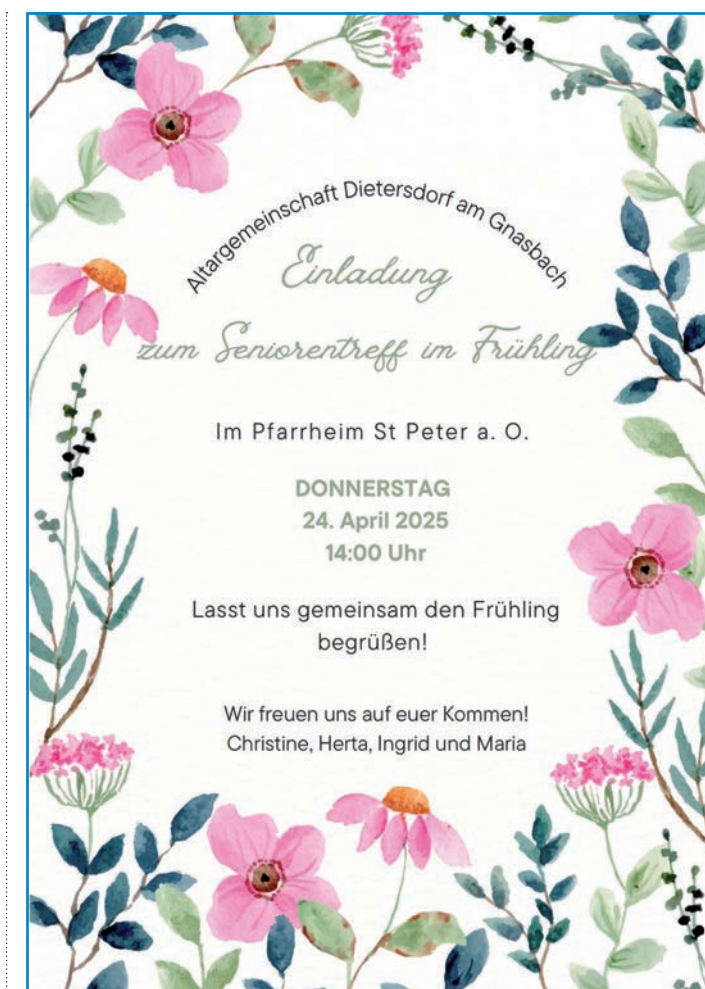 Altargemeinschaft Dietersdorf am Gnasbach
Einladung
zum Seniorentreff im Frühling
Im Pfarrheim St Peter a. O.
DONNERSTAG
24. April 2025
14:00 Uhr
Lasst uns gemeinsam den Frühling
begrüßen!
Wir freuen uns auf euer Kommen!
Christine, Herta, Ingrid und Maria